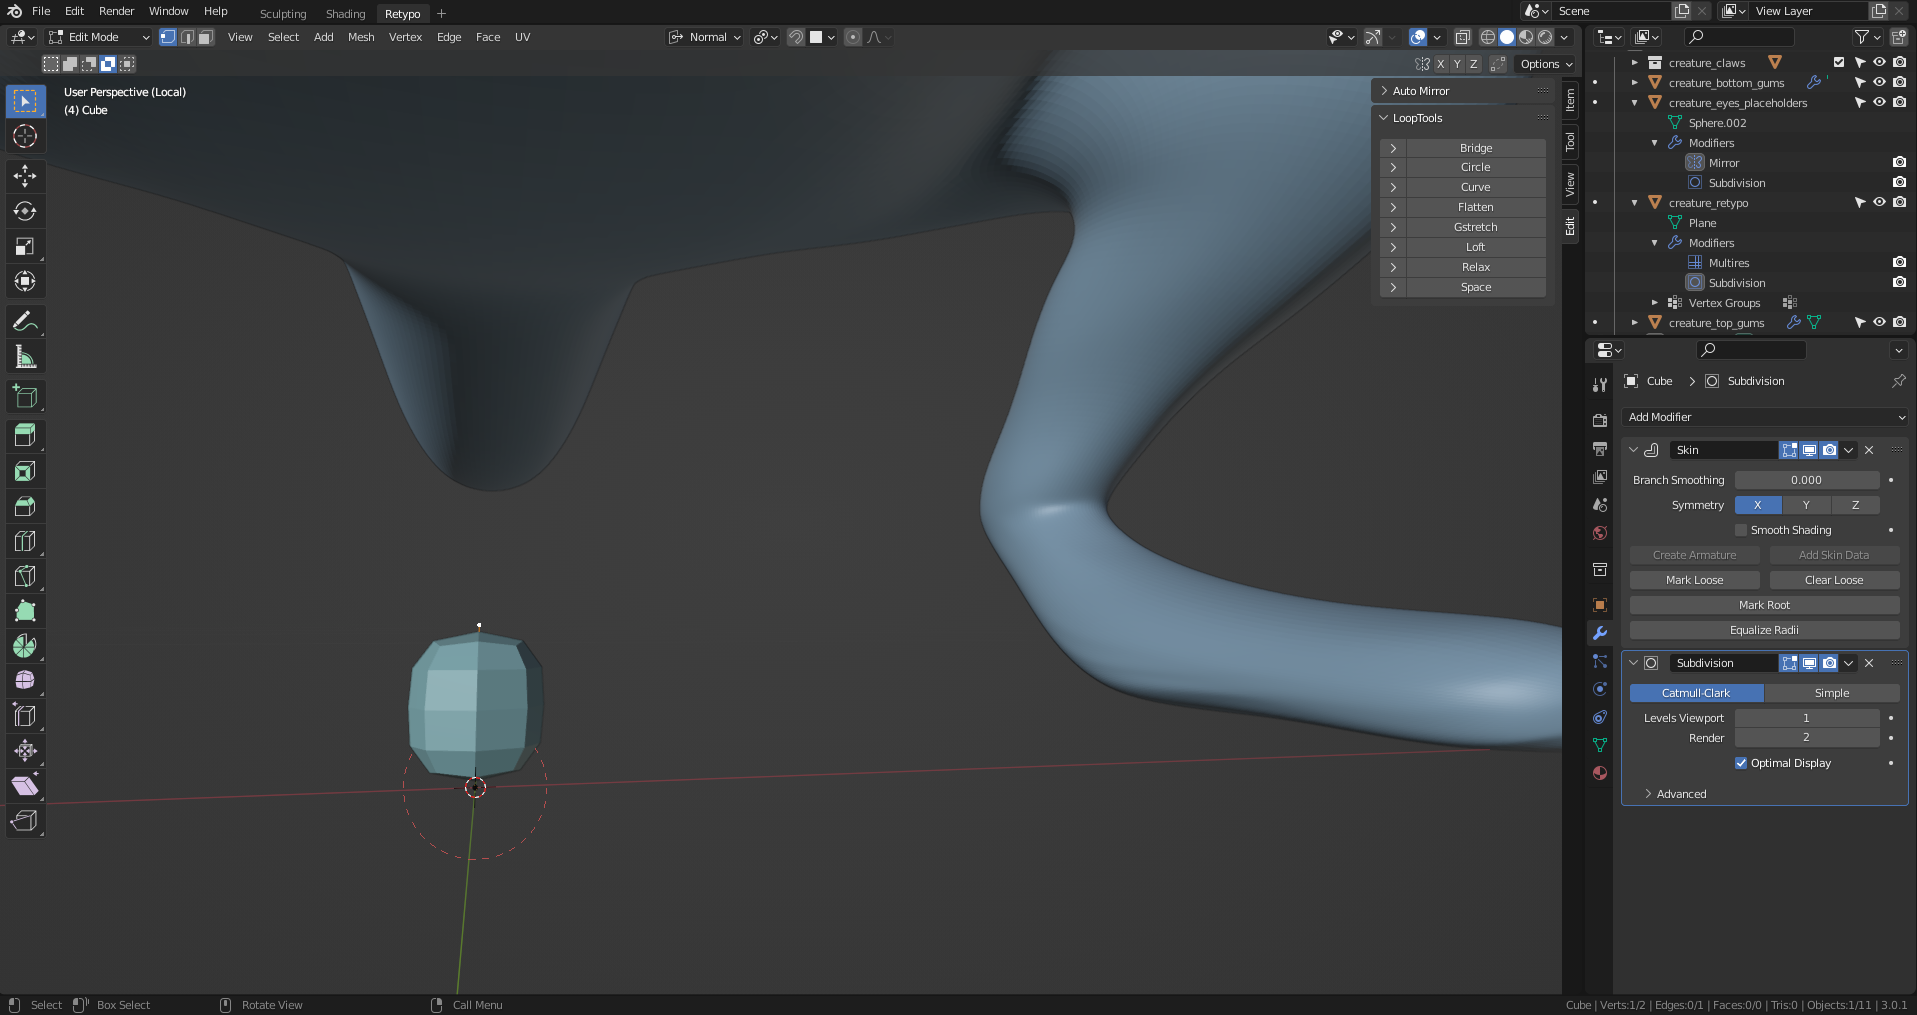 File Edit Render Window Help Sculpting Shading Retypo + Scene View Layer
Edit Mode View Select Add Mesh Vertex Edge Face UV Normal
X Y Z Options
User Perspective (Local)
(4) Cube
Auto Mirror
LoopTools
Bridge
Circle
Curve
Flatten
Gstretch
Loft
Relax
Space
Item
Tool
View
Edit
creature_claws
creature_bottom_gums
creature_eyes_placeholders
Sphere.002
Modifiers
Mirror
Subdivision
creature_retypo
Plane
Modifiers
Multires
Subdivision
Vertex Groups
creature_top_gums
Cube Subdivision
Add Modifier
Skin
Branch Smoothing 0.000
Symmetry X Y Z
Smooth Shading
Create Armature Add Skin Data
Mark Loose Clear Loose
Mark Root
Equalize Radii
Subdivision
Catmull-Clark Simple
Levels Viewport 1
Render 2
Optimal Display
Advanced
Select Box Select Rotate View Call Menu Cube | Verts:1/2 | Edges:0/1 | Faces:0/0 | Tris:0 | Objects:1/11 | 3.0.1